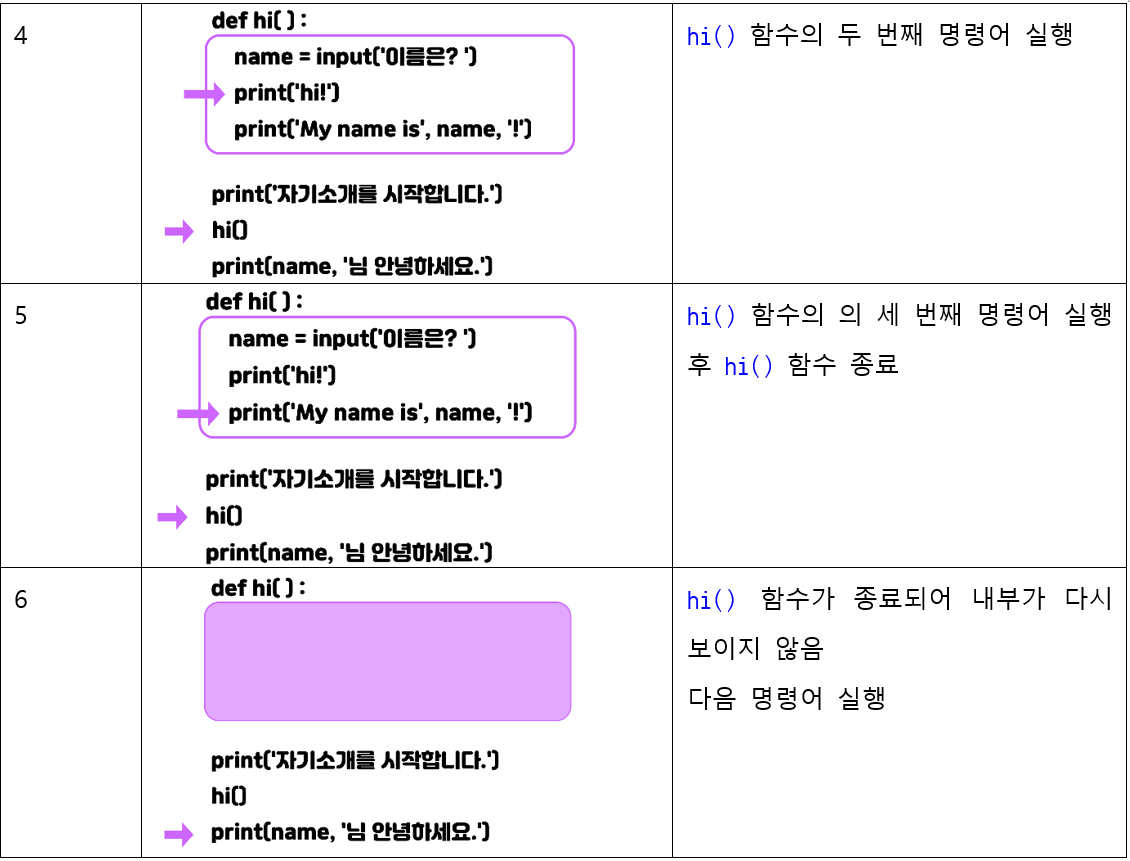 4
def hi( ) :
name = input('이름은? ')
print('hi!')
print('My name is', name, '!')
print('자기소개를 시작합니다.')
hi()
print(name, '님 안녕하세요.')
hi() 함수의 두 번째 명령어 실행
5
def hi( ) :
name = input('이름은? ')
print('hi!')
print('My name is', name, '!')
print('자기소개를 시작합니다.')
hi()
print(name, '님 안녕하세요.')
hi() 함수의 의 세 번째 명령어 실행
후 hi() 함수 종료
6
def hi( ) :
print('자기소개를 시작합니다.')
hi()
print(name, '님 안녕하세요.')
hi() 함수가 종료되어 내부가 다시
보이지 않음
다음 명령어 실행